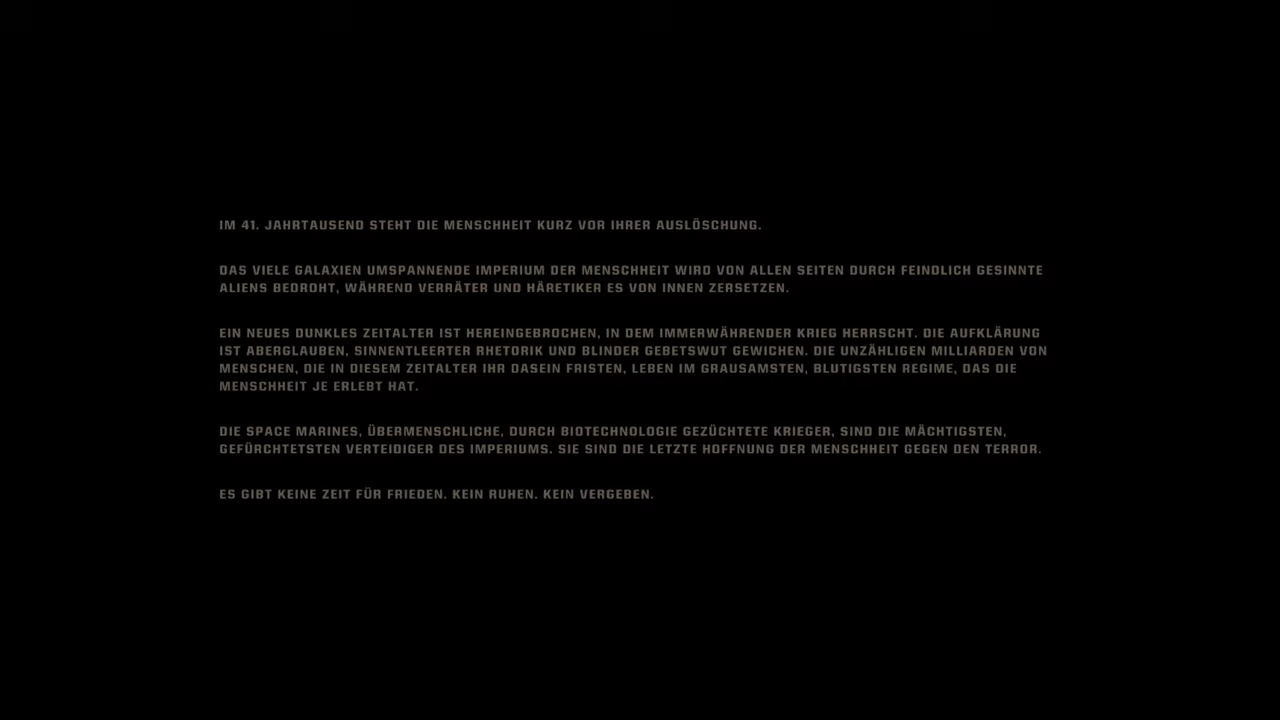 IM 41. JAHRTAUSEND STEHT DIE MENSCHHEIT KURZ VOR IHRER AUSLÖSCHUNG.
DAS VIELE GALAXIEN UMSPANNENDE IMPERIUM DER MENSCHHEIT WIRD VON ALLEN SEITEN DURCH FEINDLICH GESINNTE
ALIENS BEDROHT, WÄHREND VERRÄTER UND HÄRETIKER ES VON INNEN ZERSETZEN.
EIN NEUES DUNKLES ZEITALTER IST HEREINGEBROCHEN, IN DEM IMMERWÄHRENDER KRIEG HERRSCHT. DIE AUFKLÄRUNG
IST ABERGLAUBEN, SINNENTLEERTER RHETORIK UND BLINDER GEBETSWUT GEWICHEN. DIE UNZÄHLIGEN MILLIARDEN VON
MENSCHEN, DIE IN DIESEM ZEITALTER IHR DASEIN FRISTEN, LEBEN IM GRAUSAMSTEN, BLUTIGSTEN REGIME, DAS DIE
MENSCHHEIT JE ERLEBT HAT.
DIE SPACE MARINES, ÜBERMENSCHLICHE, DURCH BIOTECHNOLOGIE GEZÜCHTETE KRIEGER, SIND DIE MÄCHTIGSTEN,
GEFÜRCHTETSTEN VERTEIDIGER DES IMPERIUMS. SIE SIND DIE LETZTE HOFFNUNG DER MENSCHHEIT GEGEN DEN TERROR.
ES GIBT KEINE ZEIT FÜR FRIEDEN. KEIN RUHEN. KEIN VERGEBEN.